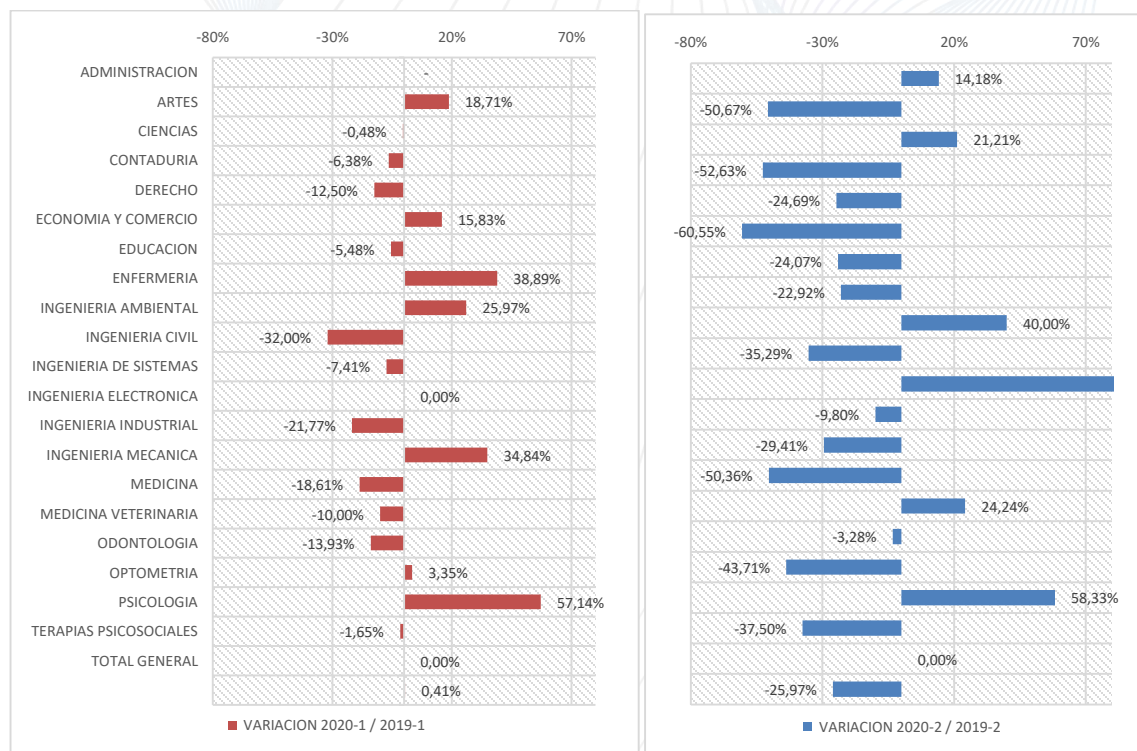 -80% -30% 20% 70%
ADMINISTRACION -
ARTES 18,71%
CIENCIAS -0,48%
CONTADURIA -6,38%
DERECHO -12,50%
ECONOMIA Y COMERCIO 15,83%
EDUCACION -5,48%
ENFERMERIA 38,89%
INGENIERIA AMBIENTAL 25,97%
INGENIERIA CIVIL -32,00%
INGENIERIA DE SISTEMAS -7,41%
INGENIERIA ELECTRONICA 0,00%
INGENIERIA INDUSTRIAL -21,77%
INGENIERIA MECANICA 34,84%
MEDICINA -18,61%
MEDICINA VETERINARIA -10,00%
ODONTOLOGIA -13,93%
OPTOMETRIA 3,35%
PSICOLOGIA 57,14%
TERAPIAS PSICOSOCIALES -1,65%
TOTAL GENERAL 0,00%
0,41%
VARIACION 2020-1 / 2019-1
-80% -30% 20% 70%
14,18%
-50,67%
21,21%
-52,63%
-24,69%
-60,55%
-24,07%
-22,92%
40,00%
-35,29%
-9,80%
-29,41%
-50,36%
24,24%
-3,28%
-43,71%
58,33%
-37,50%
0,00%
-25,97%
VARIACION 2020-2 / 2019-2